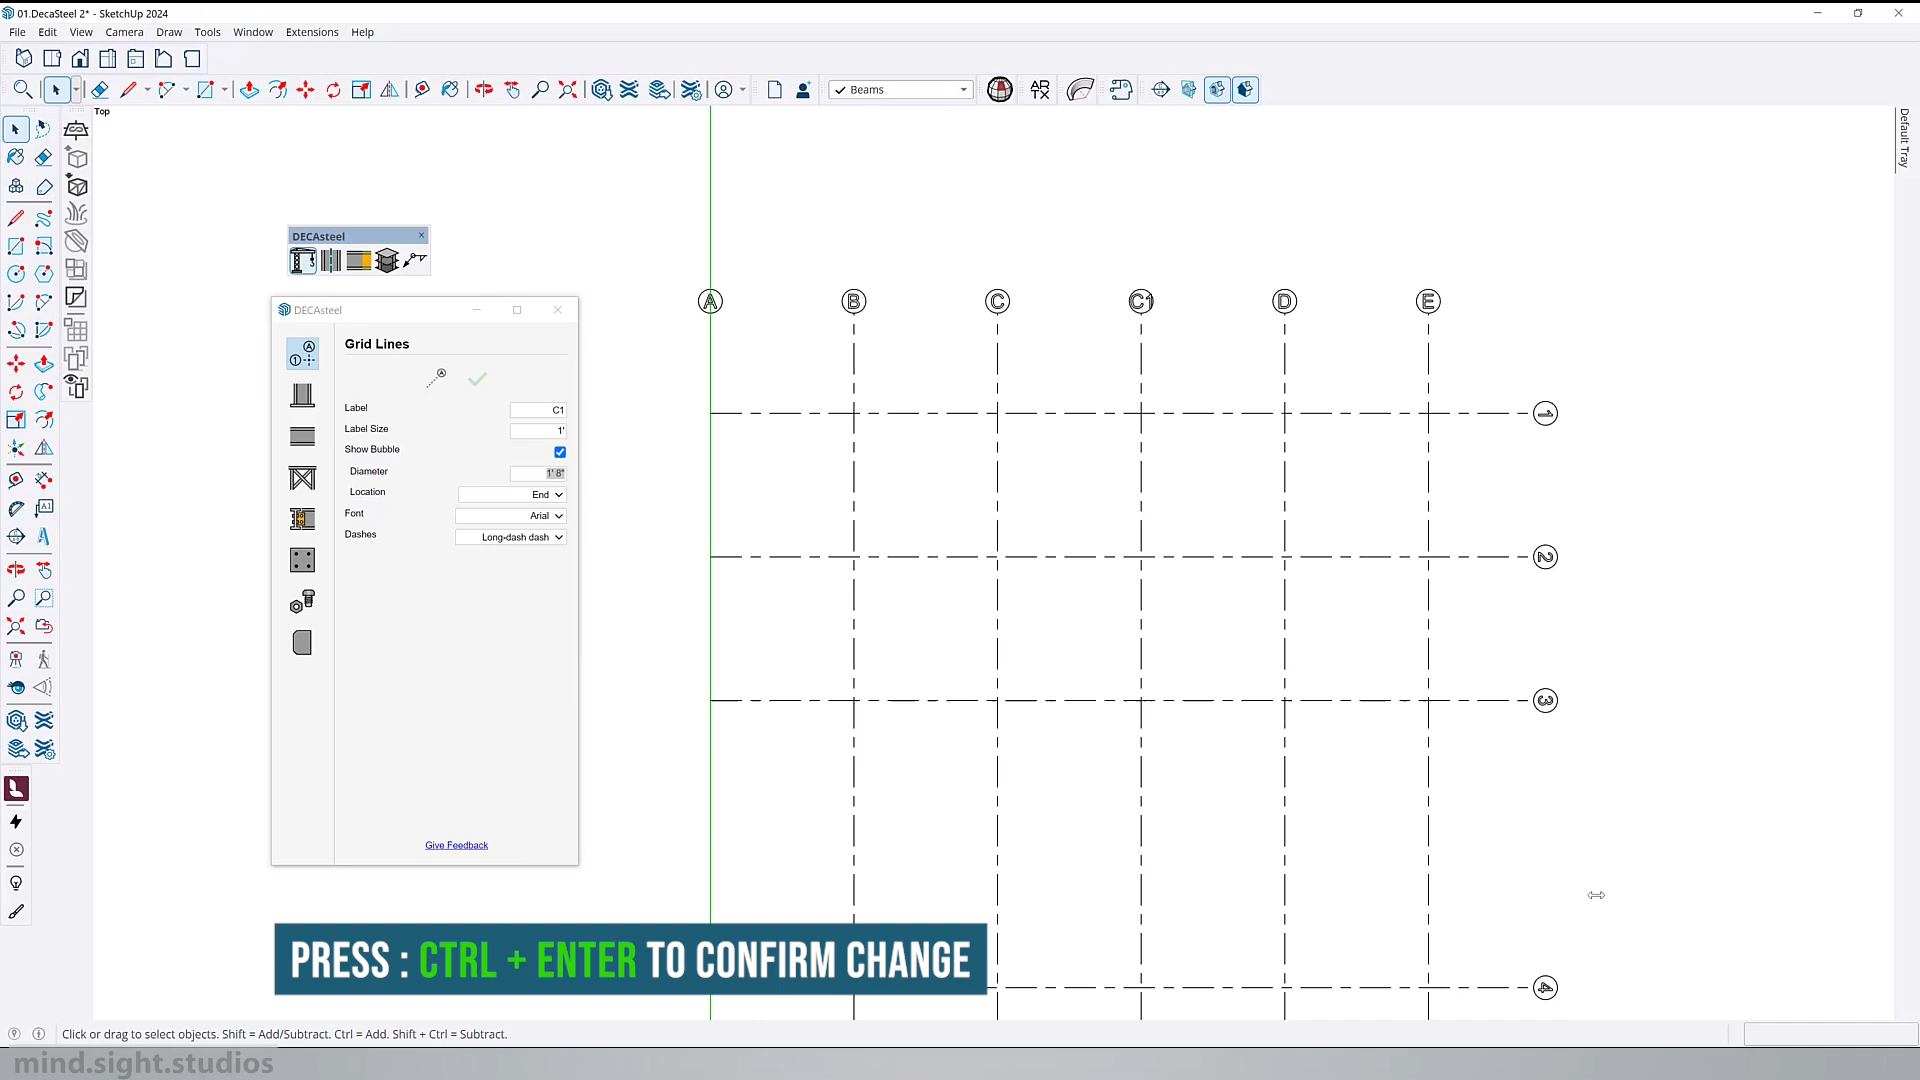 01.DecaSteel 2* - SketchUp 2024
File Edit View Camera Draw Tools Window Extensions Help
Beams
AR
TX
Top
Default Tray
DECAsteel
DECAsteel
Grid Lines
Label C1
Label Size 1'
Show Bubble
Diameter 1' 8"
Location End
Font Arial
Dashes Long-dash dash
Give Feedback
A B C C1 D E
1
2
3
4
PRESS : CTRL + ENTER TO CONFIRM CHANGE
Click or drag to select objects. Shift = Add/Subtract. Ctrl = Add. Shift + Ctrl = Subtract.
mind.sight.studios